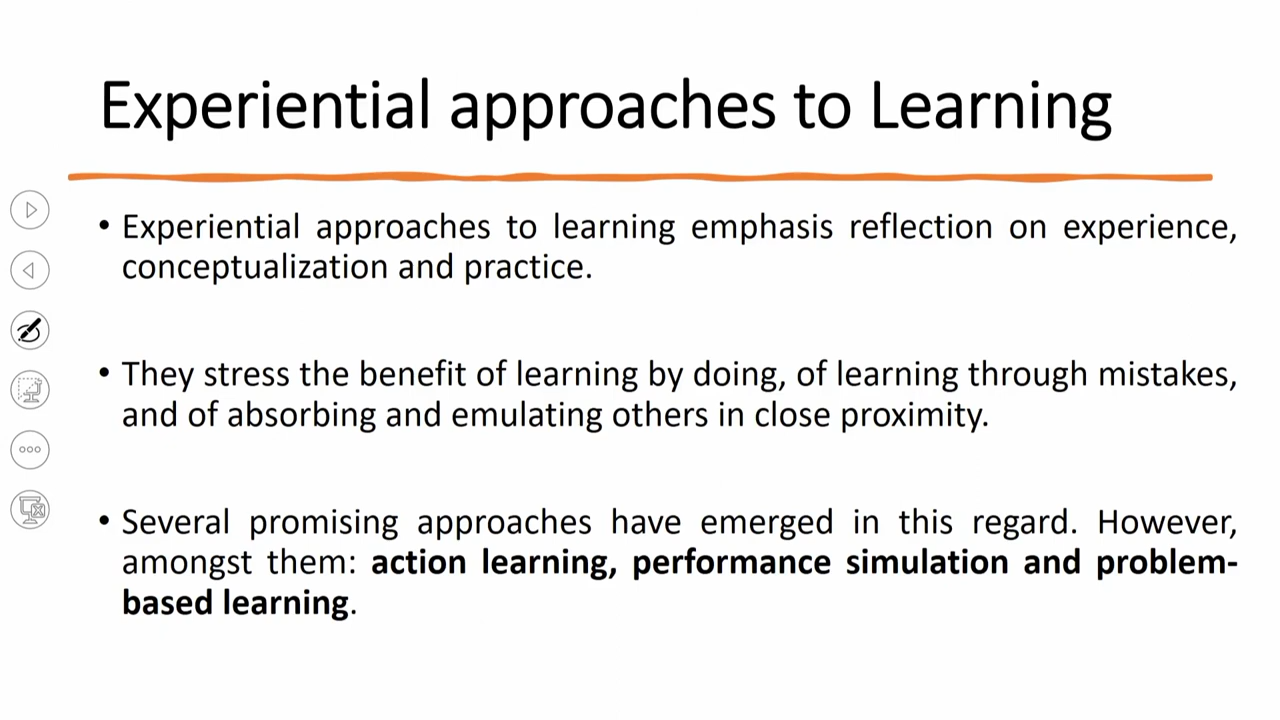 Experiential approaches to Learning
• Experiential approaches to learning emphasis reflection on experience,
conceptualization and practice.
• They stress the benefit of learning by doing, of learning through mistakes,
and of absorbing and emulating others in close proximity.
• Several promising approaches have emerged in this regard. However,
amongst them: action learning, performance simulation and problem-
based learning.